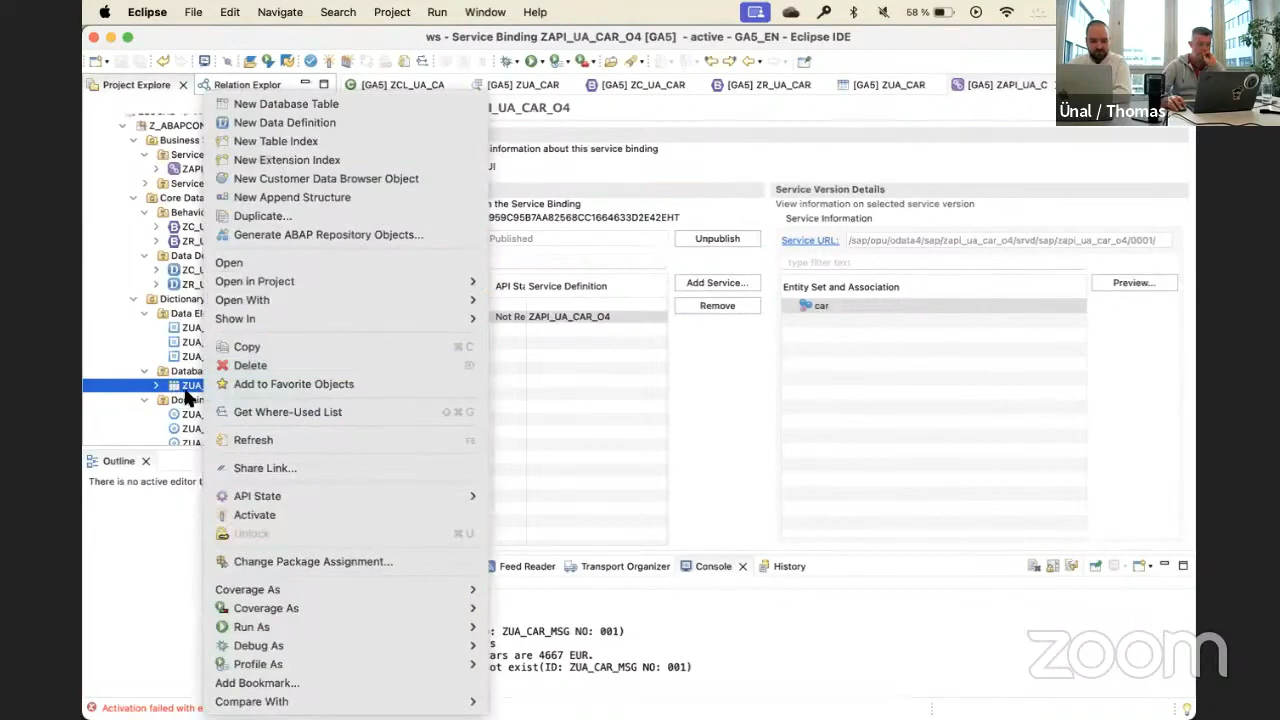 Eclipse File Edit Navigate Search Project Run Window Help 58 %
ws - Service Binding ZAPI_UA_CAR_O4 [GA5] - active - GA5_EN - Eclipse IDE
Project Explore Relation Explor [GA5] ZCL_UA_CA [GA5] ZUA_CAR [GA5] ZC_UA_CAR [GA5] ZR_UA_CAR [GA5] ZUA_CAR [GA5] ZAPI_UA_C
Ünal / Thomas
I_UA_CAR_O4
Z_ABAPCON
Business
Service
ZAPI
Service
Core Data
Behavio
ZC_U
ZR_U
Data De
ZC_U
ZR_U
Dictionary
Data El
ZUA_
ZUA_
ZUA_
Databa
ZUA_
Domain
ZUA_
ZUA_
ZUA_
Outline
There is no active editor t
New Database Table
New Data Definition
New Table Index
New Extension Index
New Customer Data Browser Object
New Append Structure
Duplicate...
Generate ABAP Repository Objects...
Open
Open in Project
Open With
Show In
Copy ⌘ C
Delete
Add to Favorite Objects
Get Where-Used List ⇧ ⌘ G
Refresh F5
Share Link...
API State
Activate
Unlock ⌘ U
Change Package Assignment...
Coverage As
Coverage As
Run As
Debug As
Profile As
Add Bookmark...
Compare With
information about this service binding
UI
n the Service Binding
959C95B7AA82568CC1664633D2E42EHT
Published Unpublish
Add Service...
API Sta Service Definition
Remove
Not Re ZAPI_UA_CAR_O4
Service Version Details
View information on selected service version
Service Information
Service URL: /sap/opu/odata4/sap/zapi_ua_car_o4/srvd/sap/zapi_ua_car_o4/0001/
type filter text
Entity Set and Association Preview...
car
Feed Reader Transport Organizer Console History
: ZUA_CAR_MSG NO: 001)
s
ars are 4667 EUR.
ot exist(ID: ZUA_CAR_MSG NO: 001)
zoom
Activation failed with e